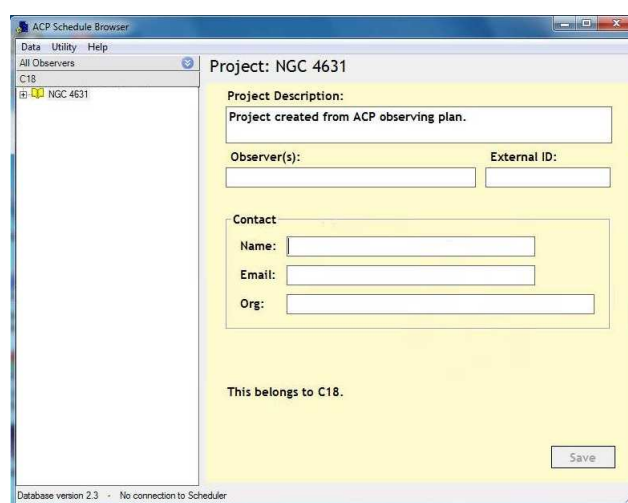 ACP Schedule Browser
Data Utility Help
All Observers
C18
NGC 4631
Project: NGC 4631
Project Description:
Project created from ACP observing plan.
Observer(s): External ID:
Contact
Name:
Email:
Org:
This belongs to C18.
Save
Database version 2.3 - No connection to Scheduler